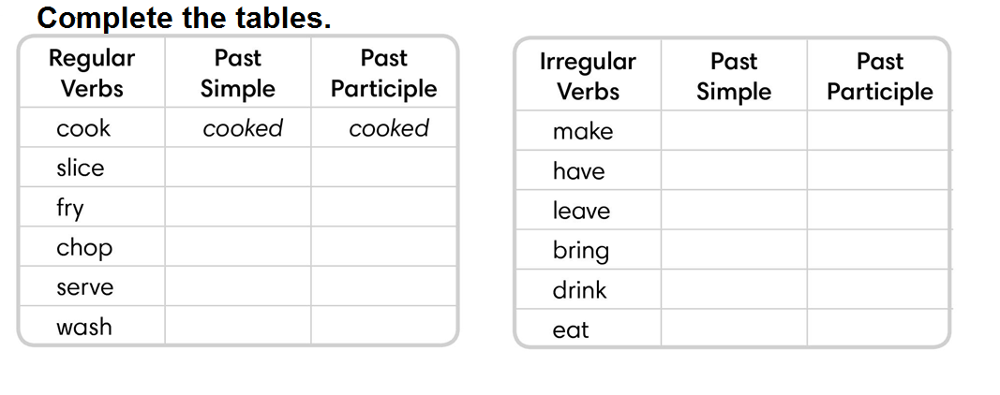 Complete the tables.
Regular Verbs Past Simple Past Participle
cook cooked cooked
slice
fry
chop
serve
wash
Irregular Verbs Past Simple Past Participle
make
have
leave
bring
drink
eat